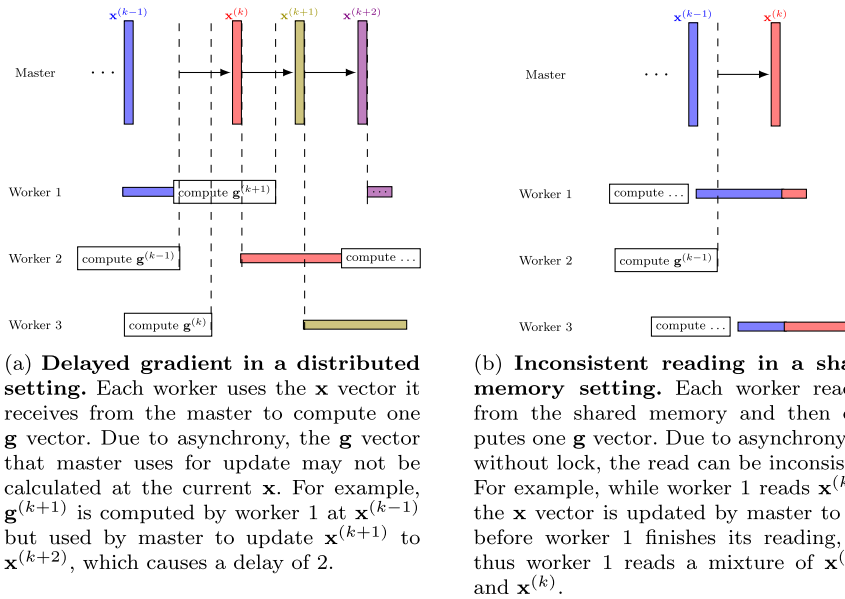 x^(k−1)
x^(k)
x^(k+1)
x^(k+2)
Master
· · ·
Worker 1
compute g^(k+1)
· · ·
Worker 2
compute g^(k−1)
compute . . .
Worker 3
compute g^(k)
(a) Delayed gradient in a distributed
setting. Each worker uses the x vector it
receives from the master to compute one
g vector. Due to asynchrony, the g vector
that master uses for update may not be
calculated at the current x. For example,
g^(k+1) is computed by worker 1 at x^(k−1)
but used by master to update x^(k+1) to
x^(k+2), which causes a delay of 2.
x^(k−1)
x^(k)
Master
· · ·
Worker 1
compute . . .
Worker 2
compute g^(k−1)
Worker 3
compute . . .
(b) Inconsistent reading in a
memory setting. Each worker
from the shared memory and then
putes one g vector. Due to asynchrony
without lock, the read can be
For example, while worker 1 reads
the x vector is updated by master to
before worker 1 finishes its reading,
thus worker 1 reads a mixture of
and x^(k).